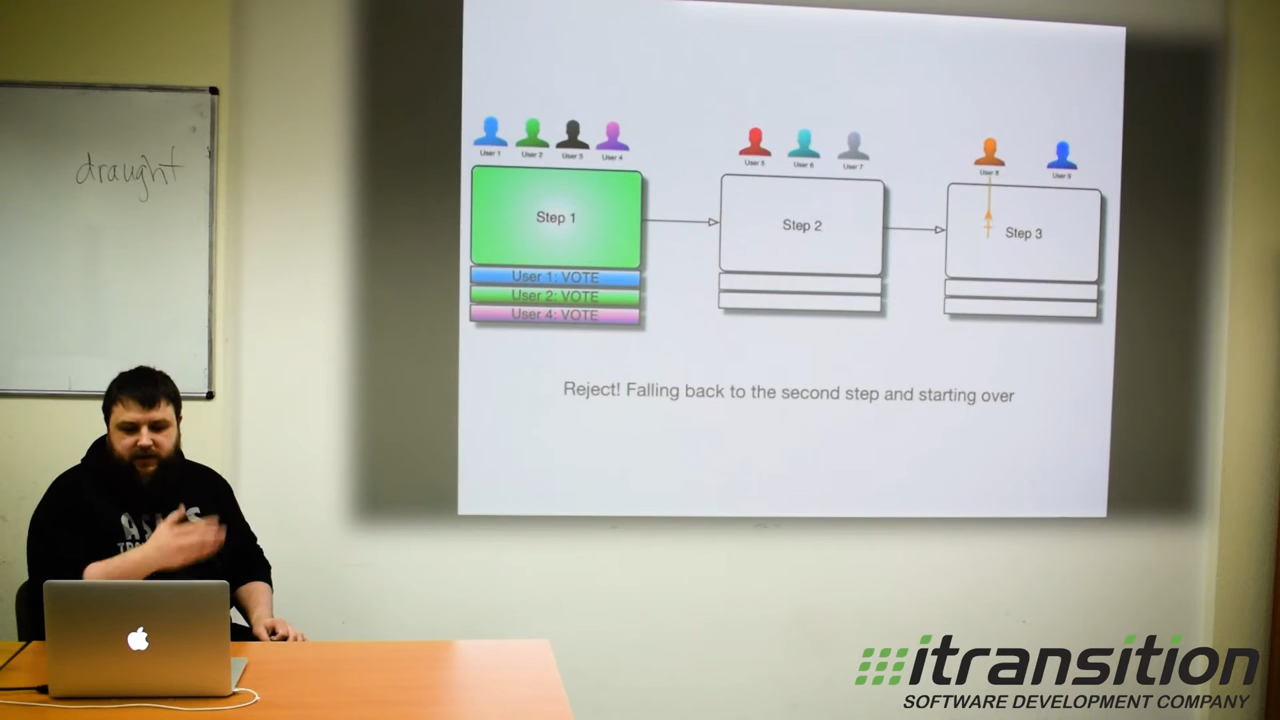 draught
User 1
User 2
User 3
User 4
User 5
User 6
User 7
User 8
User 9
Step 1
Step 2
Step 3
User 1: VOTE
User 2: VOTE
User 4: VOTE
Reject! Falling back to the second step and starting over
itransition
SOFTWARE DEVELOPMENT COMPANY